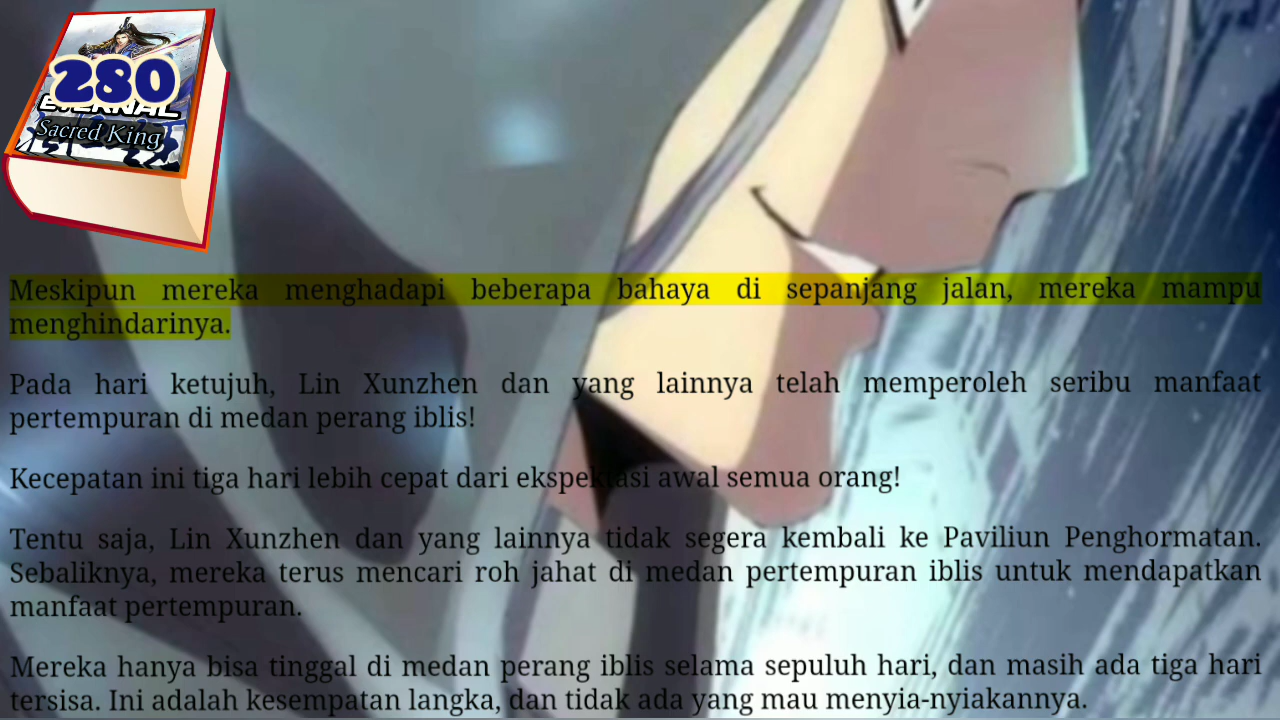 280
ETERNAL
Sacred King
Meskipun mereka menghadapi beberapa bahaya di sepanjang jalan, mereka mampu
menghindarinya.
Pada hari ketujuh, Lin Xunzhen dan yang lainnya telah memperoleh seribu manfaat
pertempuran di medan perang iblis!
Kecepatan ini tiga hari lebih cepat dari ekspektasi awal semua orang!
Tentu saja, Lin Xunzhen dan yang lainnya tidak segera kembali ke Paviliun Penghormatan.
Sebaliknya, mereka terus mencari roh jahat di medan pertempuran iblis untuk mendapatkan
manfaat pertempuran.
Mereka hanya bisa tinggal di medan perang iblis selama sepuluh hari, dan masih ada tiga hari
tersisa. Ini adalah kesempatan langka, dan tidak ada yang mau menyia-nyiakannya.